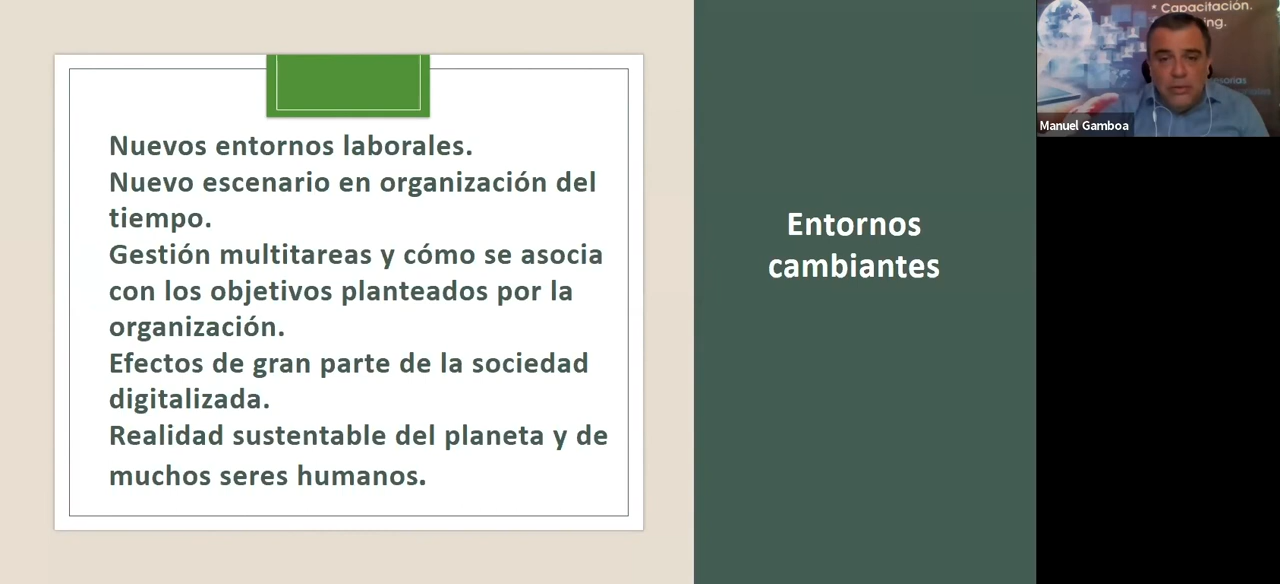 Nuevos entornos laborales.
Nuevo escenario en organización del
tiempo.
Gestión multitareas y cómo se asocia
con los objetivos planteados por la
organización.
Efectos de gran parte de la sociedad
digitalizada.
Realidad sustentable del planeta y de
muchos seres humanos.
Entornos
cambiantes
* Capacitación.
Manuel Gamboa